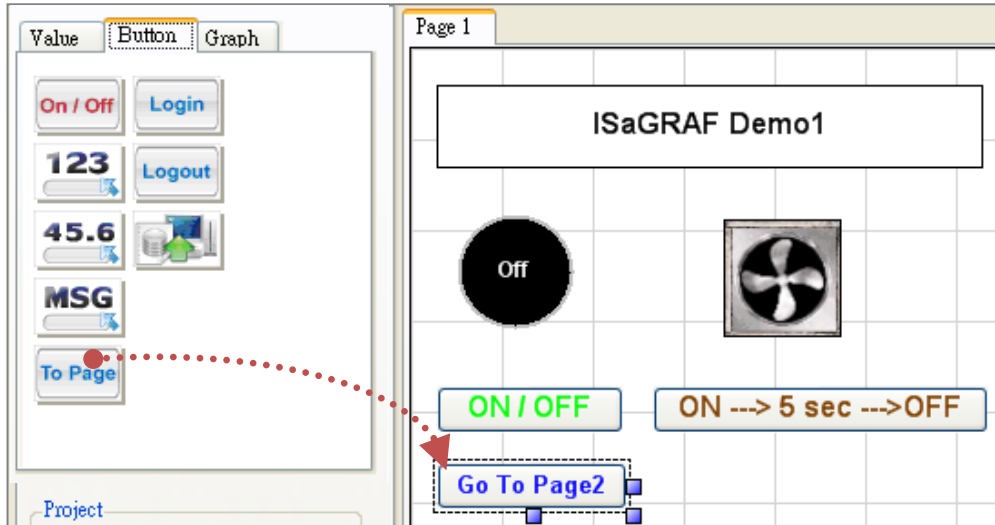 Value Button Graph
On / Off Login
123 Logout
45.6
MSG
To Page
Project
Page 1
ISaGRAF Demo1
Off
ON / OFF ON ---> 5 sec --->OFF
Go To Page2